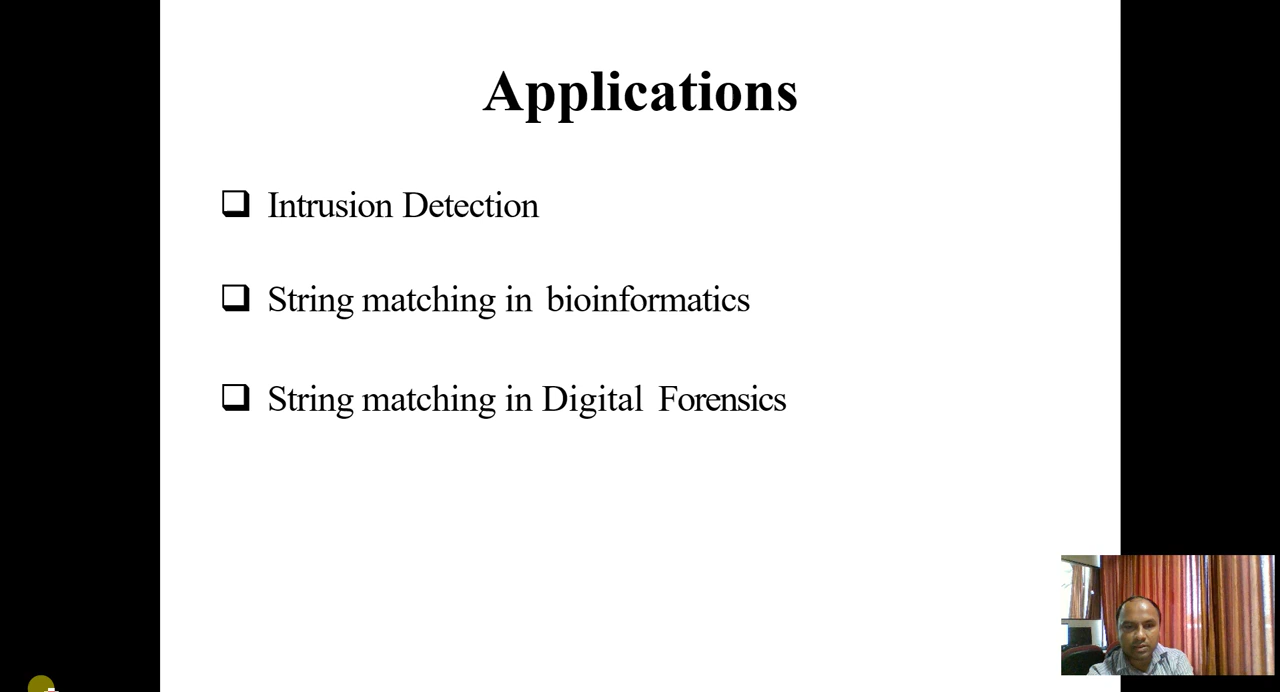 Applications
Intrusion Detection
String matching in bioinformatics
String matching in Digital Forensics